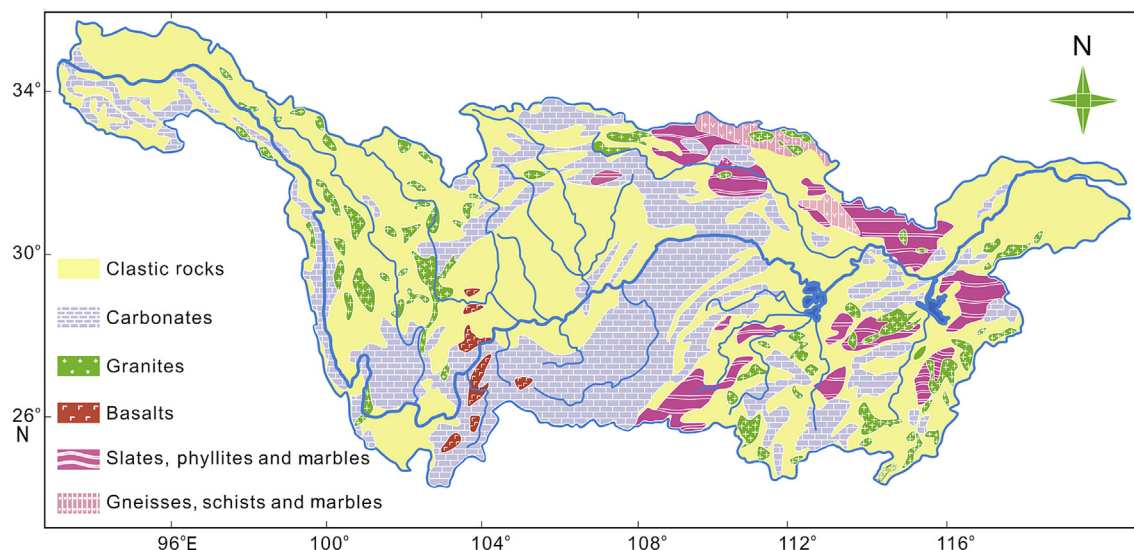 N
34°
30°
26°
N
Clastic rocks
Carbonates
Granites
Basalts
Slates, phyllites and marbles
Gneisses, schists and marbles
96°E
100°
104°
108°
112°
116°